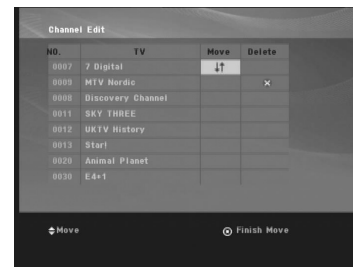 Channel Edit
NO. TV Move Delete
0007 7 Digital
0009 MTV Nordic
0008 Discovery Channel
0011 SKY THREE
0012 UKTV History
0013 Star!
0020 Animal Planet
0030 E4+1
Move Finish Move